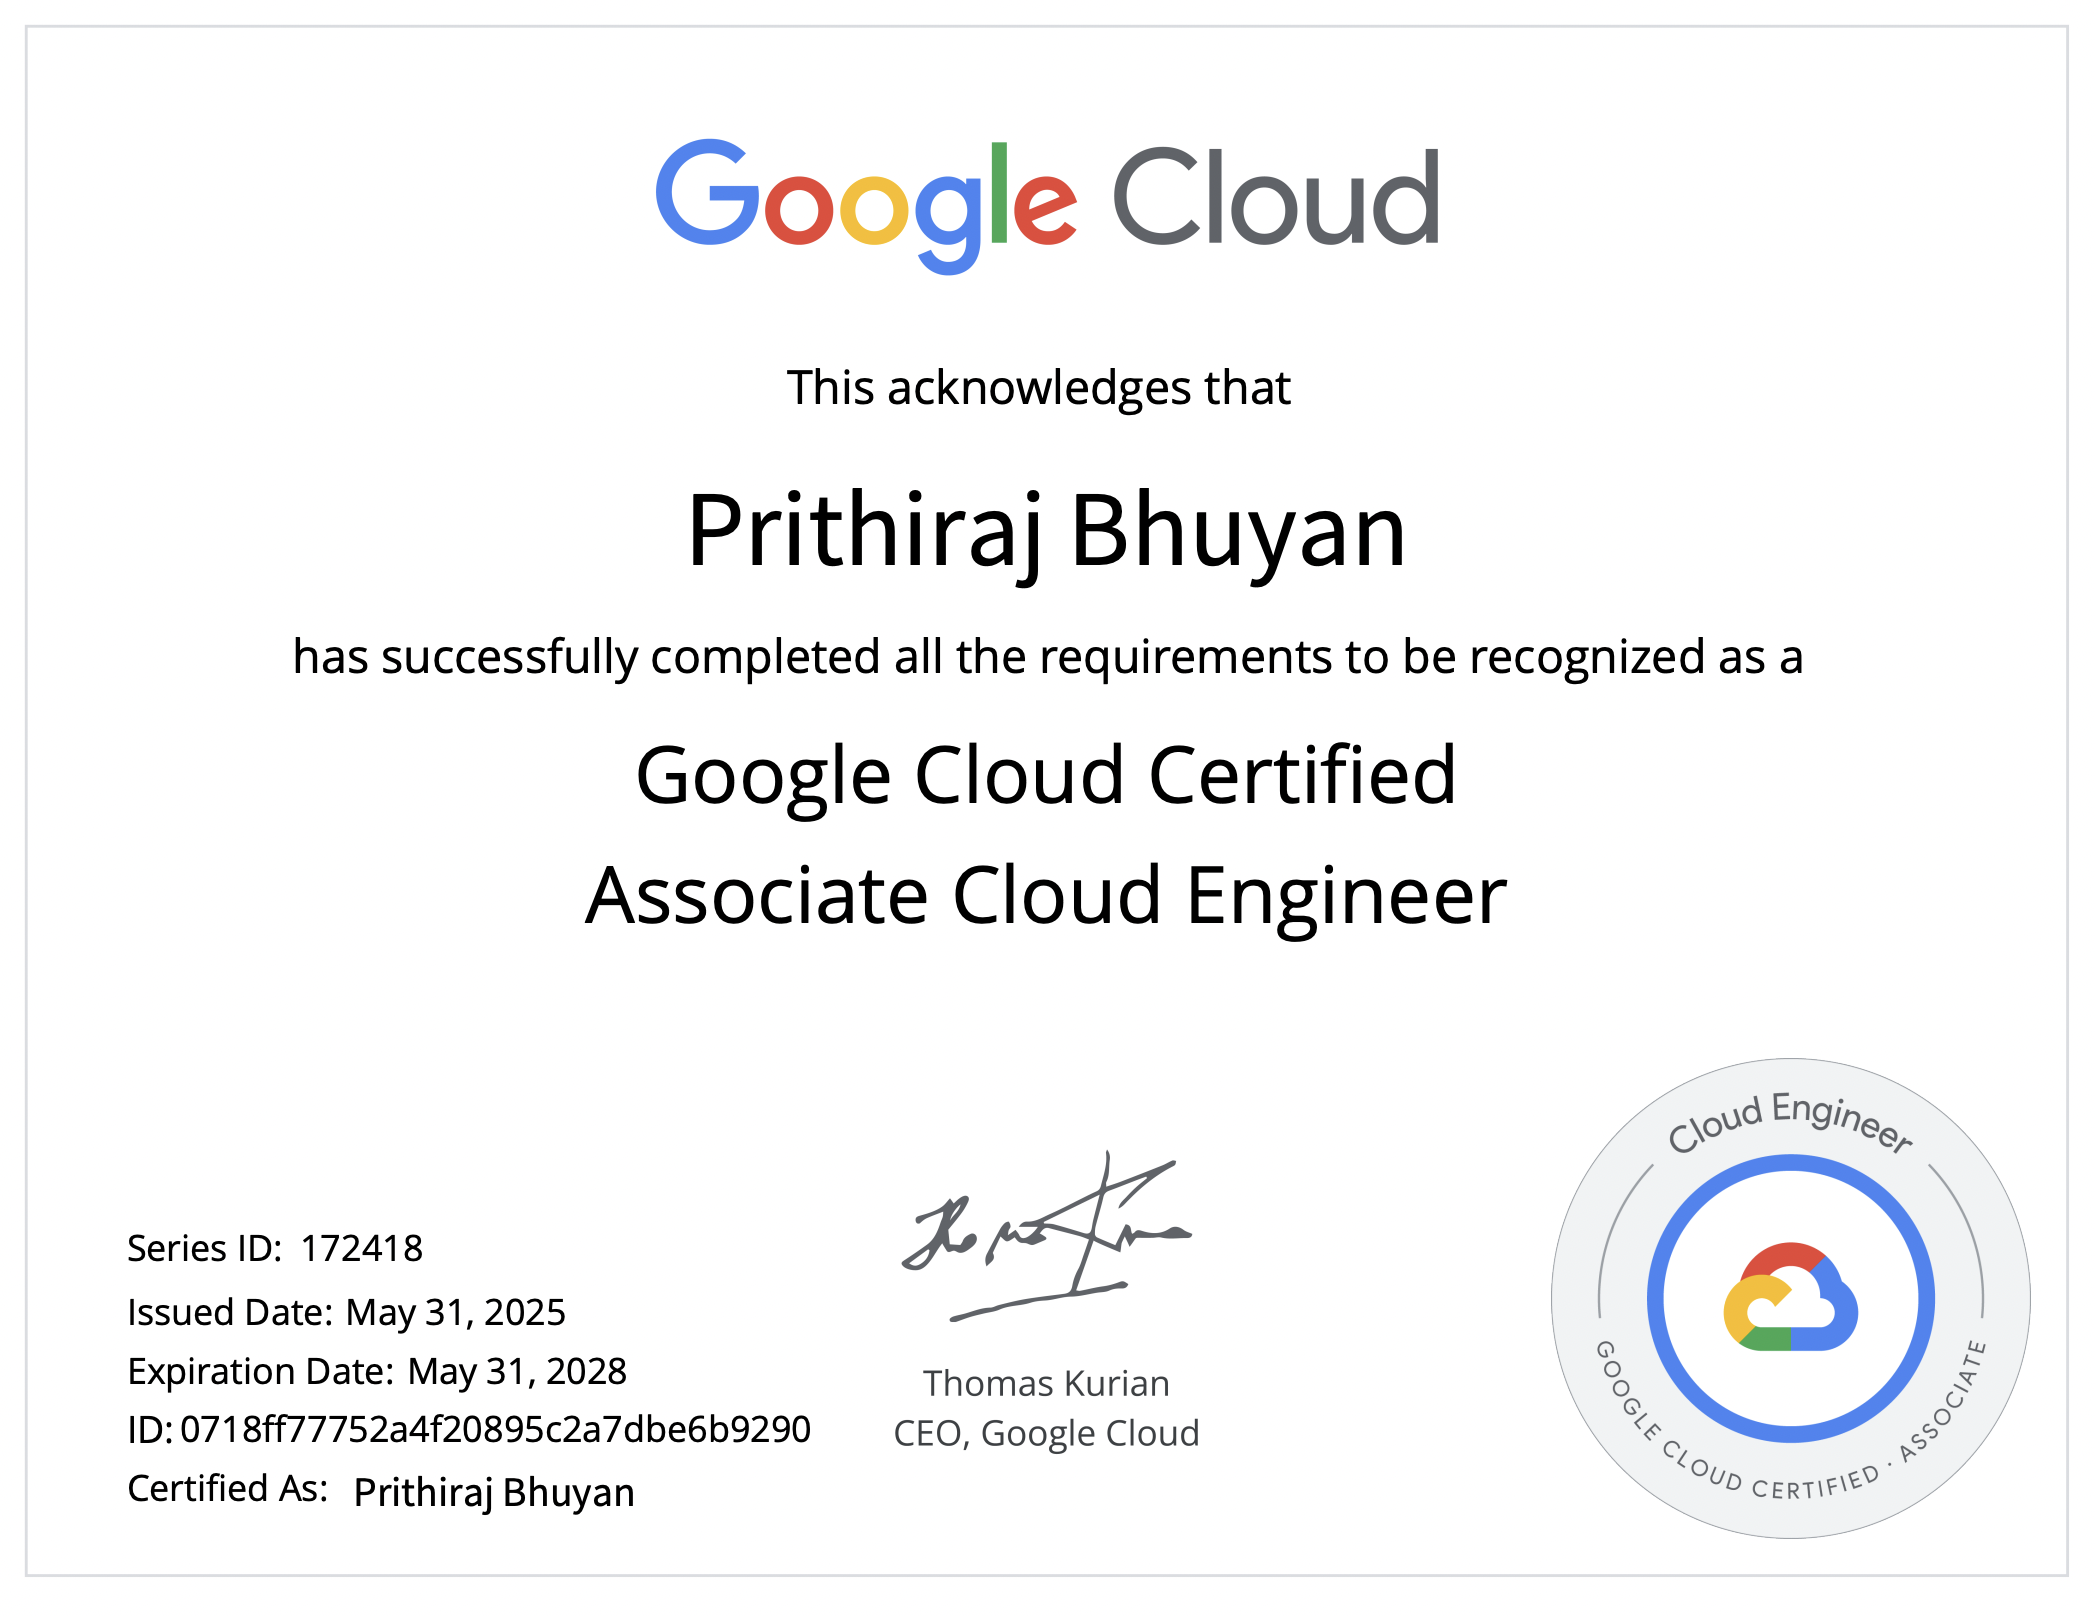 Google Cloud
This acknowledges that
Prithiraj Bhuyan
has successfully completed all the requirements to be recognized as a
Google Cloud Certified
Associate Cloud Engineer
Series ID: 172418
Issued Date: May 31, 2025
Expiration Date: May 31, 2028
ID: 0718ff77752a4f20895c2a7dbe6b9290
Certified As: Prithiraj Bhuyan
Thomas Kurian
CEO, Google Cloud
Cloud Engineer
GOOGLE CLOUD CERTIFIED · ASSOCIATE